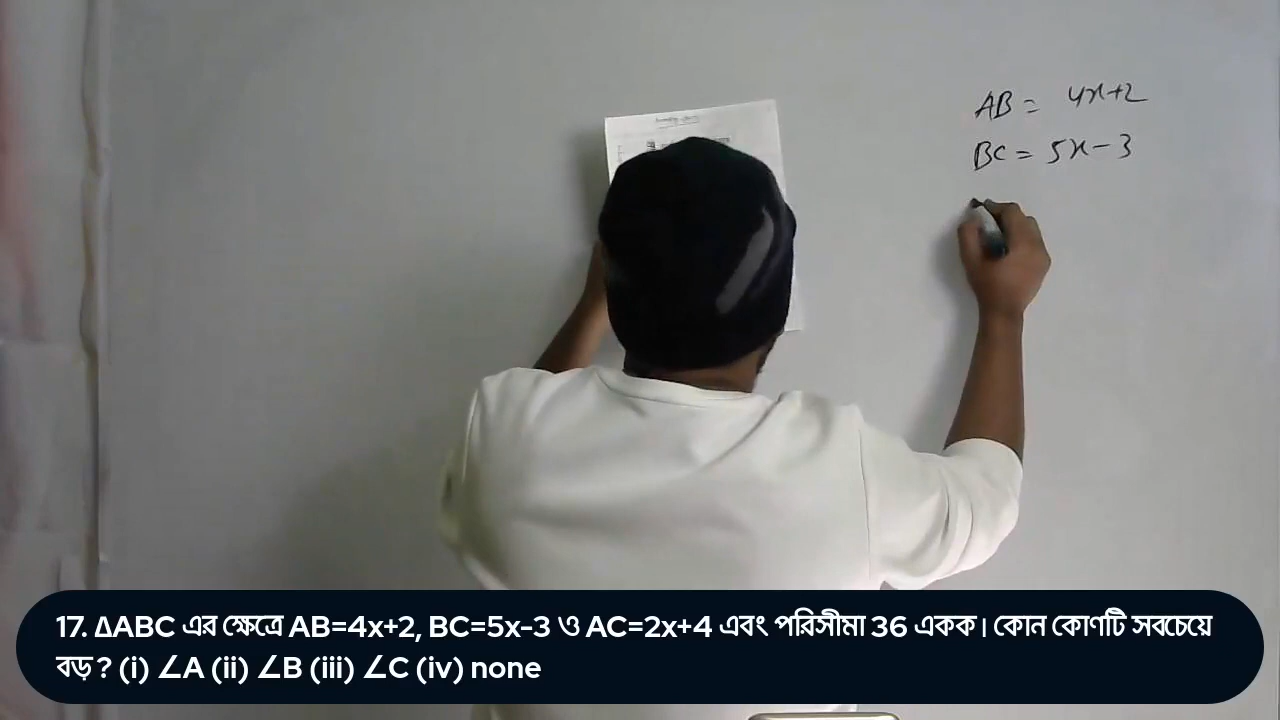 AB = 4x+2
BC = 5x-3
17. ΔABC এর ক্ষেত্রে AB=4x+2, BC=5x-3 ও AC=2x+4 এবং পরিসীমা 36 একক। কোন কোণটি সবচেয়ে
বড় ? (i) ∠A (ii) ∠B (iii) ∠C (iv) none